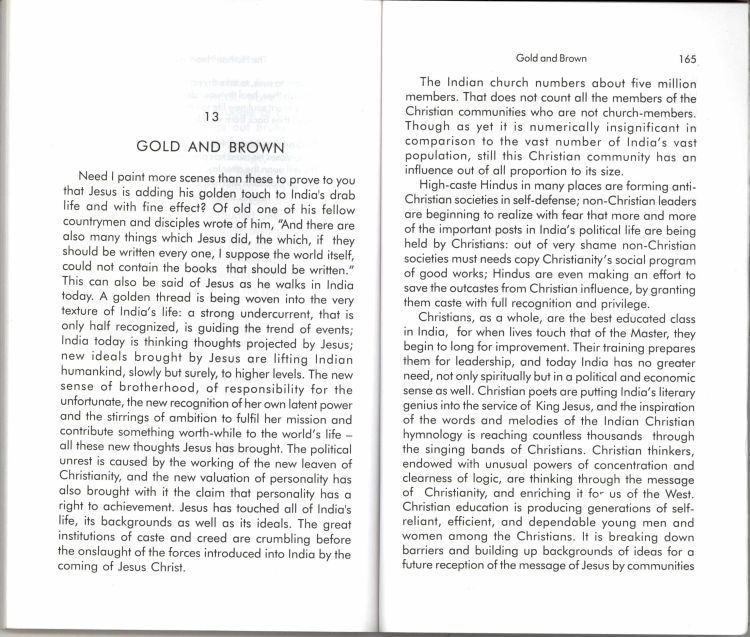 13
GOLD AND BROWN
Need I paint more scenes than these to prove to you
that Jesus is adding his golden touch to India's drab
life and with fine effect? Of old one of his fellow
countrymen and disciples wrote of him, "And there are
also many things which Jesus did, the which, if they
should be written every one, I suppose the world itself,
could not contain the books that should be written."
This can also be said of Jesus as he walks in India
today. A golden thread is being woven into the very
texture of India's life: a strong undercurrent, that is
only half recognized, is guiding the trend of events;
India today is thinking thoughts projected by Jesus;
new ideals brought by Jesus are lifting Indian
humankind, slowly but surely, to higher levels. The new
sense of brotherhood, of responsibility for the
unfortunate, the new recognition of her own latent power
and the stirrings of ambition to fulfil her mission and
contribute something worth-while to the world's life –
all these new thoughts Jesus has brought. The political
unrest is caused by the working of the new leaven of
Christianity, and the new valuation of personality has
also brought with it the claim that personality has a
right to achievement. Jesus has touched all of India's
life, its backgrounds as well as its ideals. The great
institutions of caste and creed are crumbling before
the onslaught of the forces introduced into India by the
coming of Jesus Christ.
Gold and Brown 165
The Indian church numbers about five million
members. That does not count all the members of the
Christian communities who are not church-members.
Though as yet it is numerically insignificant in
comparison to the vast number of India's vast
population, still this Christian community has an
influence out of all proportion to its size.
High-caste Hindus in many places are forming anti-
Christian societies in self-defense; non-Christian leaders
are beginning to realize with fear that more and more
of the important posts in India's political life are being
held by Christians: out of very shame non-Christian
societies must needs copy Christianity's social program
of good works; Hindus are even making an effort to
save the outcastes from Christian influence, by granting
them caste with full recognition and privilege.
Christians, as a whole, are the best educated class
in India, for when lives touch that of the Master, they
begin to long for improvement. Their training prepares
them for leadership, and today India has no greater
need, not only spiritually but in a political and economic
sense as well. Christian poets are putting India's literary
genius into the service of King Jesus, and the inspiration
of the words and melodies of the Indian Christian
hymnology is reaching countless thousands through
the singing bands of Christians. Christian thinkers,
endowed with unusual powers of concentration and
clearness of logic, are thinking through the message
of Christianity, and enriching it for us of the West.
Christian education is producing generations of self-
reliant, efficient, and dependable young men and
women among the Christians. It is breaking down
barriers and building up backgrounds of ideas for a
future reception of the message of Jesus by communities